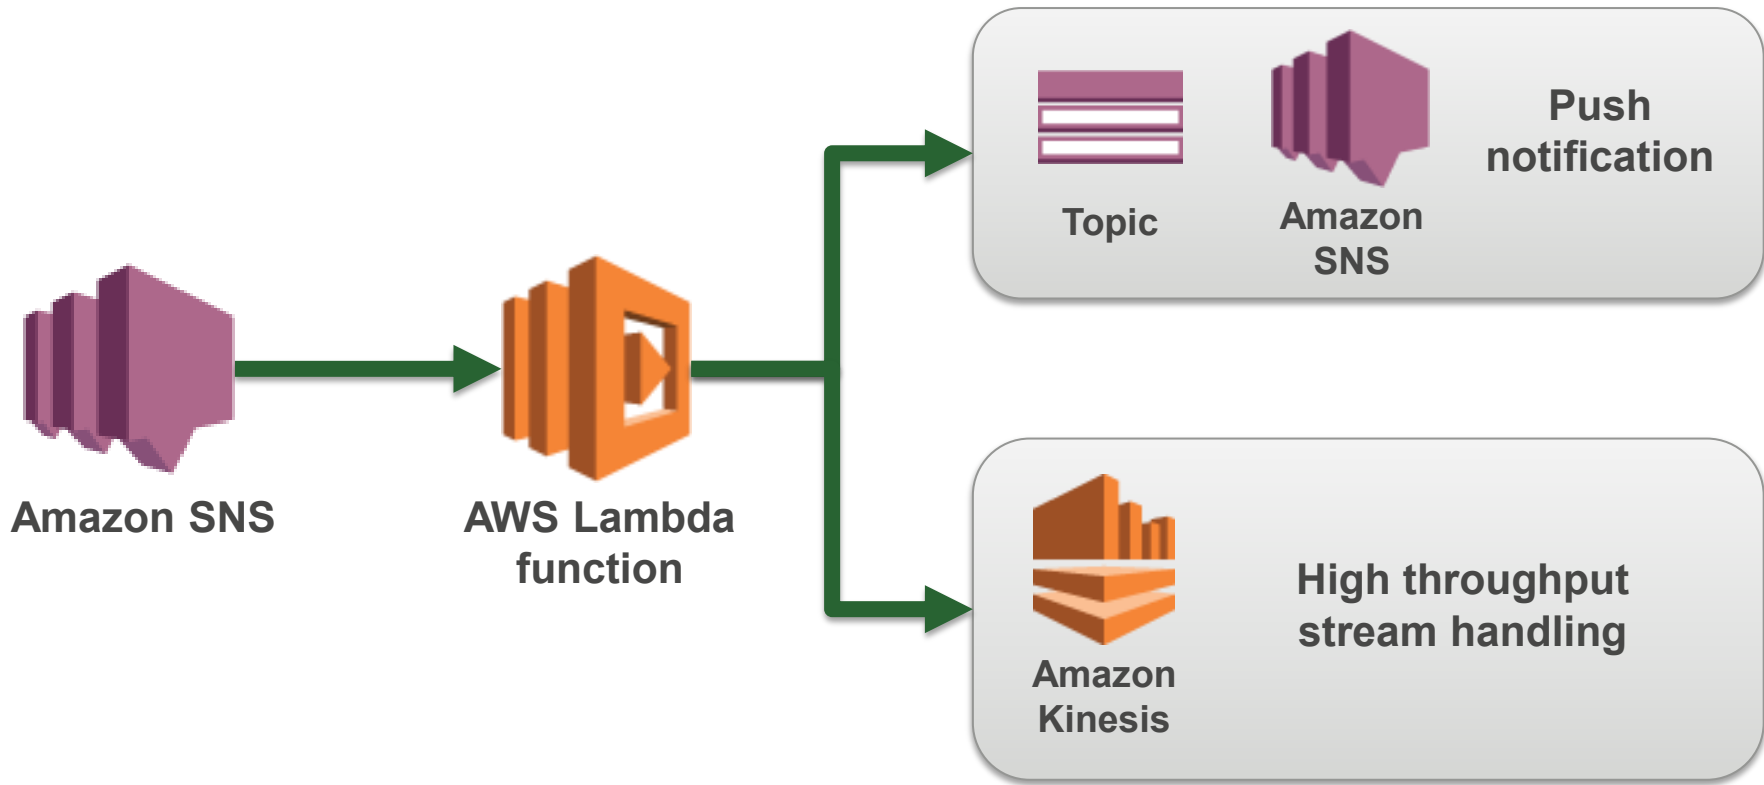 Amazon SNS
AWS Lambda
function
Topic
Amazon
SNS
Push
notification
Amazon
Kinesis
High throughput
stream handling